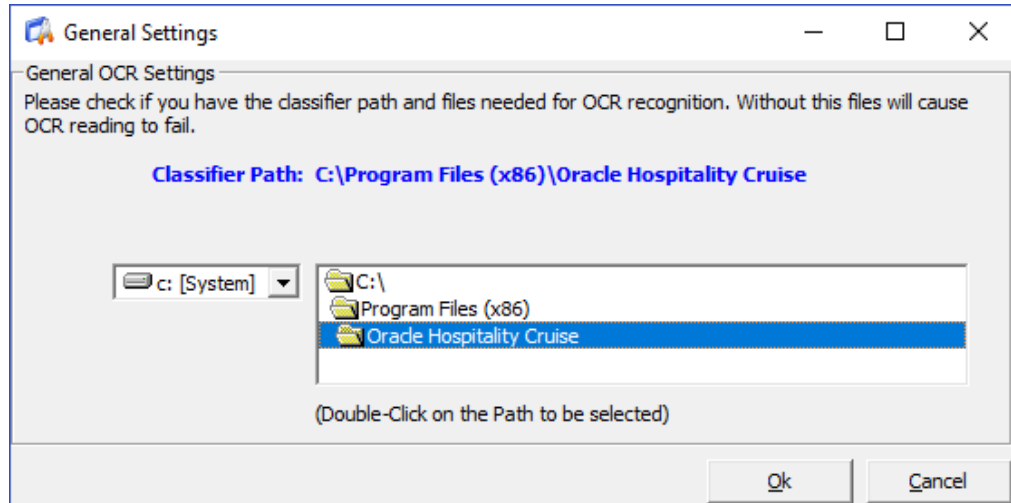 General Settings
General OCR Settings
Please check if you have the classifier path and files needed for OCR recognition. Without this files will cause
OCR reading to fail.
Classifier Path: C:\Program Files (x86)\Oracle Hospitality Cruise
c: [System]
C:\
Program Files (x86)
Oracle Hospitality Cruise
(Double-Click on the Path to be selected)
Ok Cancel